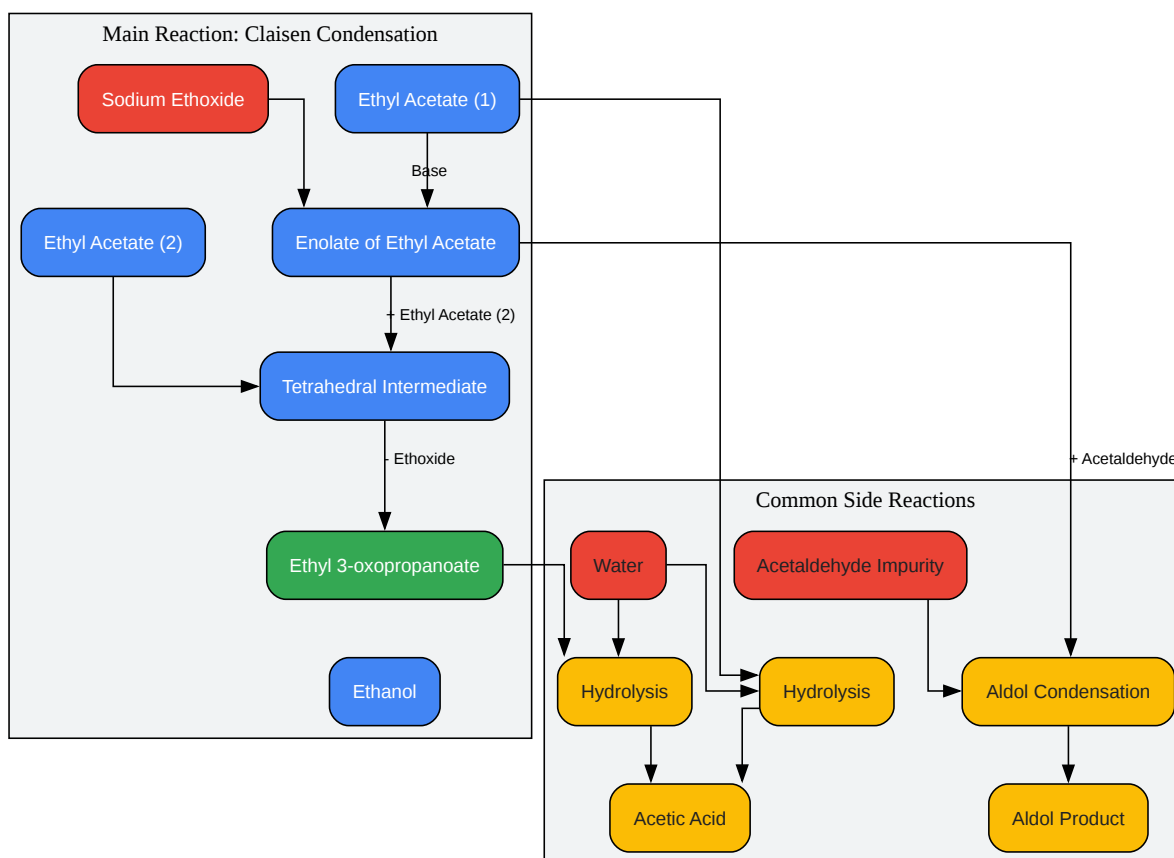 Main Reaction: Claisen Condensation
Sodium Ethoxide
Ethyl Acetate (1)
Base
Ethyl Acetate (2)
Enolate of Ethyl Acetate
+ Ethyl Acetate (2)
Tetrahedral Intermediate
- Ethoxide
+ Acetaldehyde
Common Side Reactions
Ethyl 3-oxopropanoate
Water
Acetaldehyde Impurity
Ethanol
Hydrolysis
Hydrolysis
Aldol Condensation
Acetic Acid
Aldol Product